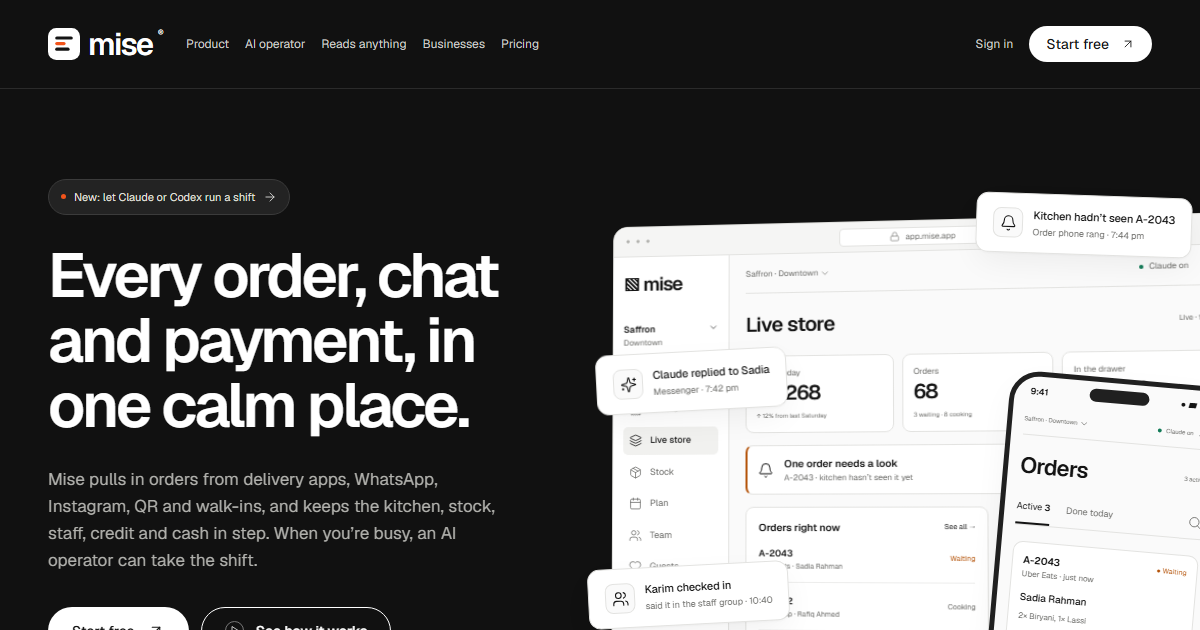 mise
Product AI operator Reads anything Businesses Pricing
Sign in
Start free
New: let Claude or Codex run a shift
Every order, chat
and payment, in
one calm place.
Mise pulls in orders from delivery apps, WhatsApp,
Instagram, QR and walk-ins, and keeps the kitchen, stock,
staff, credit and cash in step. When you're busy, an AI
operator can take the shift.
Start free
See how it works
app.mise.app
Kitchen hadn't seen A-2043
Order phone rang · 7:44 pm
mise
Saffron · Downtown
Claude on
Saffron
Downtown
Live store
Live ·
Claude replied to Sadia
Messenger · 7:42 pm
268
↑ 12% from last Saturday
Orders
68
3 waiting · 8 cooking
In the drawer
Live store
Stock
Plan
Team
Guests
One order needs a look
A-2043 · kitchen hasn't seen it yet
Orders right now
See all →
A-2043
Sadia Rahman
Waiting
Rafiq Ahmed
Cooking
Karim checked in
said it in the staff group · 10:40
9:41
Saffron · Downtown
Claude on
Orders
Active 3
Done today
A-2043
Uber Eats · just now
Waiting
Sadia Rahman
2× Biryani, 1× Lassi